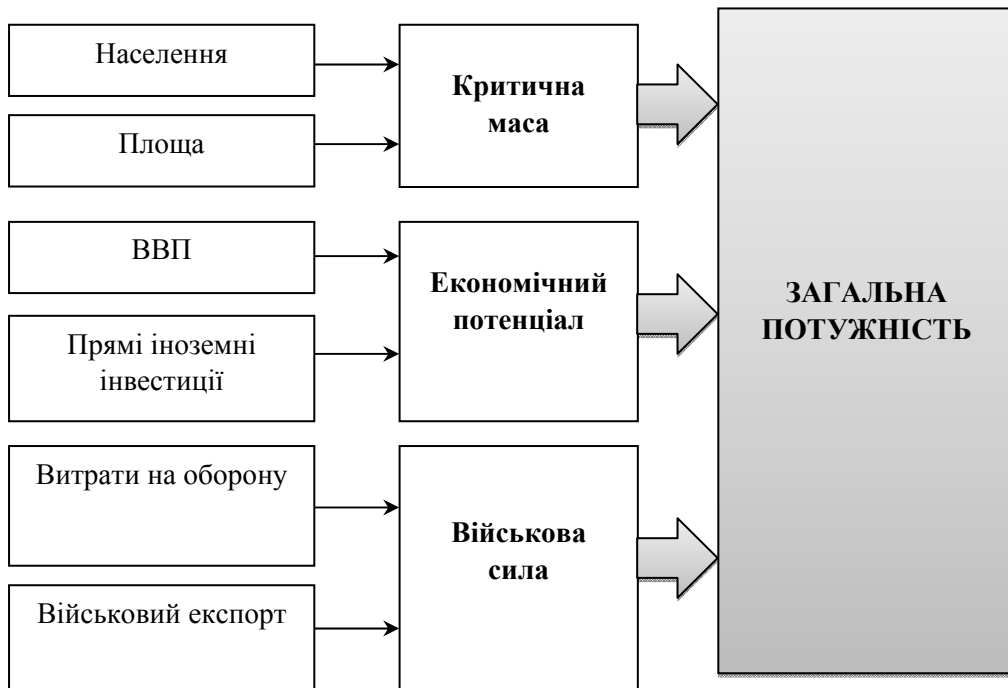 Населення
Площа
Критична
маса
ВВП
Прямі іноземні
інвестиції
Економічний
потенціал
Витрати на оборону
Військовий експорт
Військова
сила
ЗАГАЛЬНА
ПОТУЖНІСТЬ